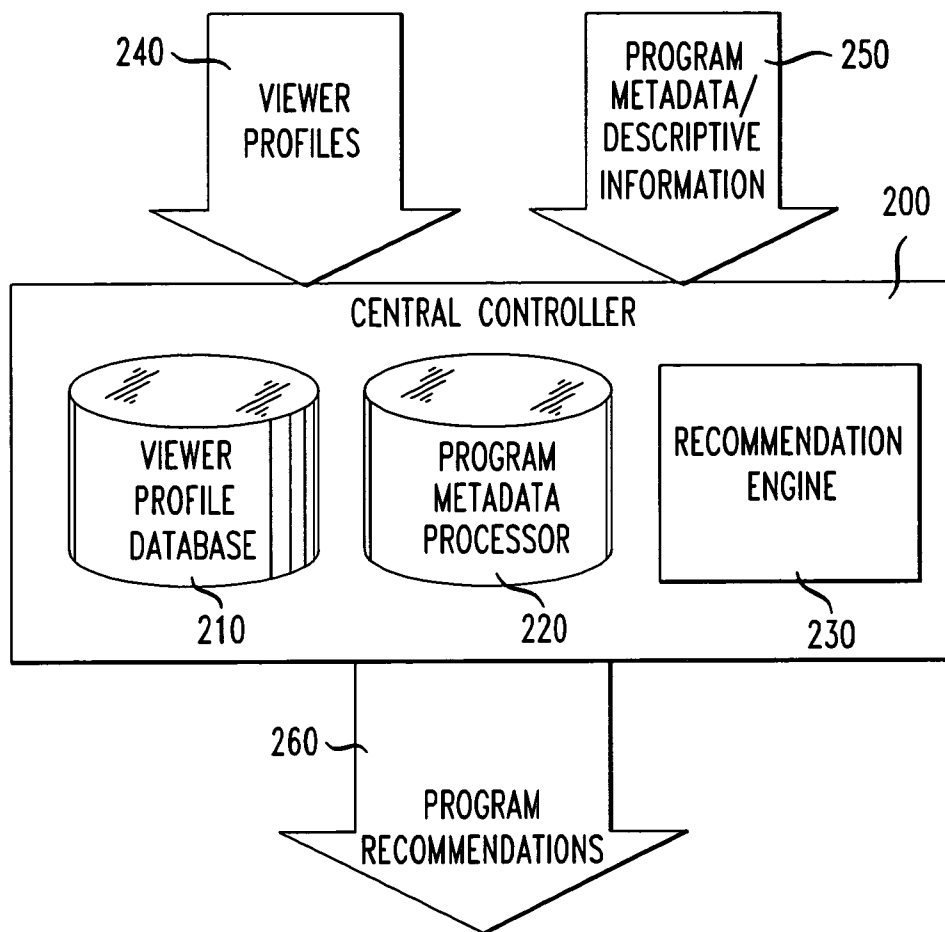 240
VIEWER
PROFILES
PROGRAM
METADATA/
DESCRIPTIVE
INFORMATION
250
200
CENTRAL CONTROLLER
VIEWER
PROFILE
DATABASE
210
PROGRAM
METADATA
PROCESSOR
220
RECOMMENDATION
ENGINE
230
260
PROGRAM
RECOMMENDATIONS